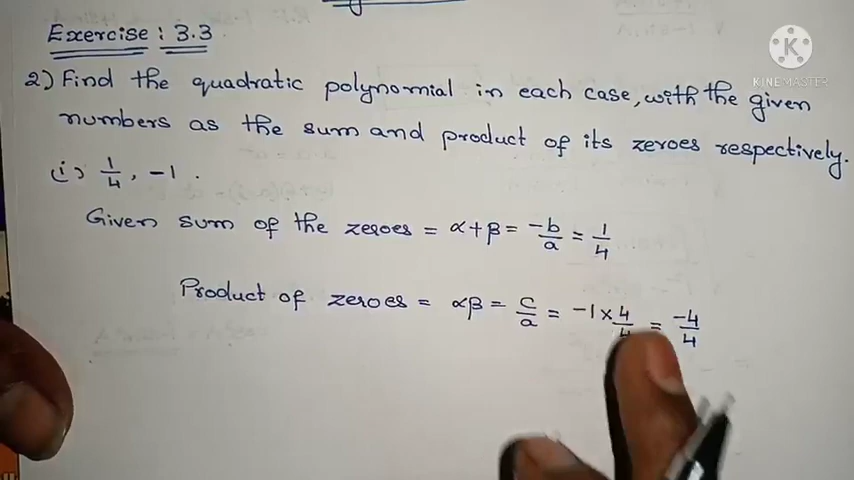 Exercise: 3.3
KINEMASTER
2) Find the quadratic polynomial in each case, with the given
numbers as the sum and product of its zeroes respectively.
(i) 1/4, -1.
Given sum of the zeroes = α+β = -b/a = 1/4
Product of zeroes = αβ = c/a = -1 × 4/4 = -4/4